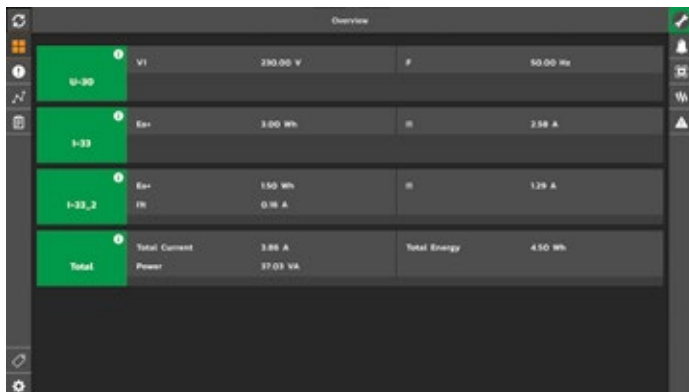 Overview
V1 230.00 V F 50.00 Hz
U-30
Ea+ 3.00 Wh I1 2.58 A
I-33
Ea+ 1.50 Wh I1 1.29 A
I-33_2 0.16 A
Total Current 3.86 A Total Energy 4.50 Wh
Total Power 37.03 VA